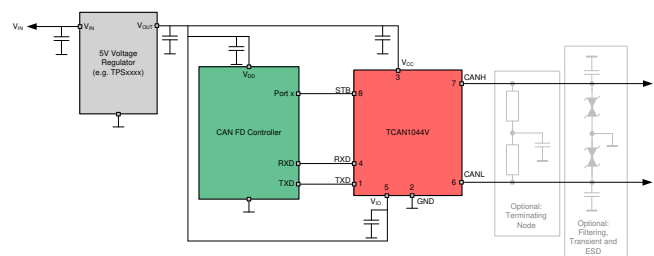 VIN
VIN
VOUT
5V Voltage
Regulator
(e.g. TPSxxxx)
VDD
VCC
3
Port x
STB
8
7
CANH
CAN FD Controller
TCAN1044V
RXD
RXD
4
TXD
TXD
1
6
CANL
5
2
VIO
GND
Optional:
Terminating
Node
Optional:
Filtering,
Transient and
ESD